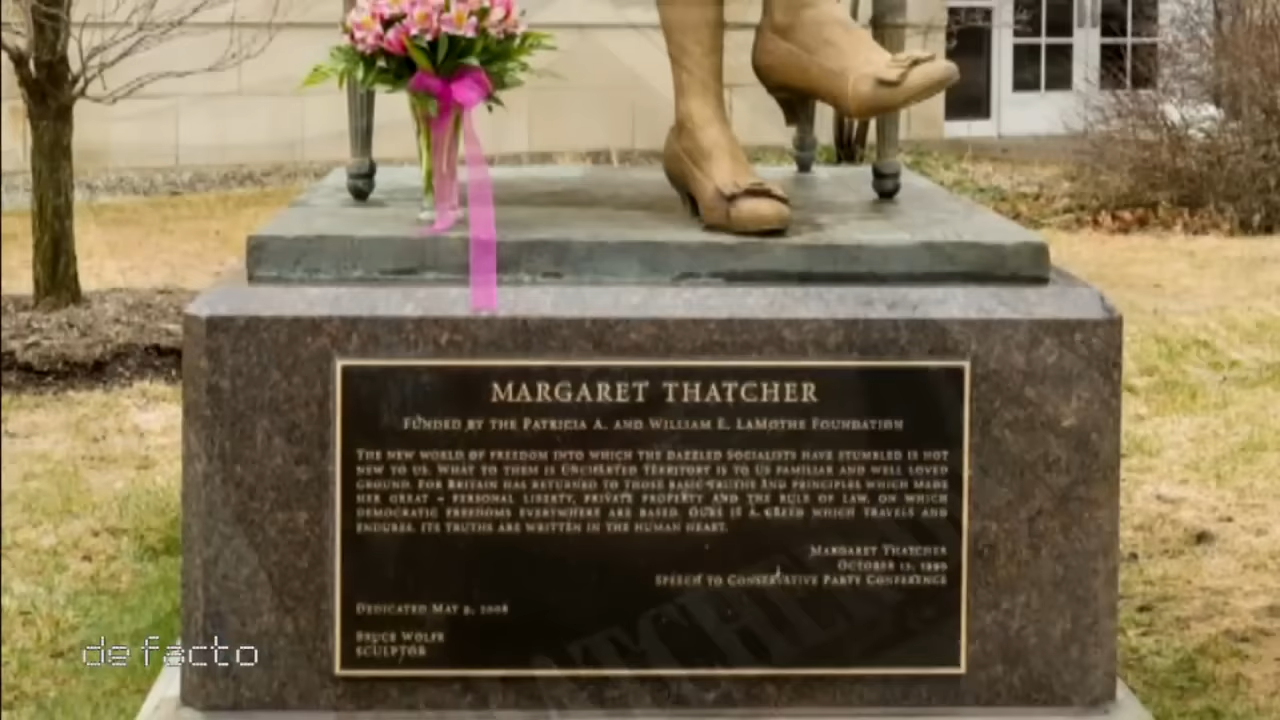 MARGARET THATCHER
FUNDED BY THE PATRICIA A. AND WILLIAM E. LAMOTHE FOUNDATION
THE NEW WORLD OF FREEDOM INTO WHICH THE DAZZLED SOCIALISTS HAVE STUMBLED IS NOT
NEW TO US. WHAT TO THEM IS UNCHARTED TERRITORY IS TO US FAMILIAR AND WELL LOVED
GROUND. FOR BRITAIN HAS RETURNED TO THOSE BASIC TRUTHS AND PRINCIPLES WHICH MADE
HER GREAT – PERSONAL LIBERTY, PRIVATE PROPERTY AND THE RULE OF LAW, ON WHICH
DEMOCRATIC FREEDOMS EVERYWHERE ARE BASED. OURS IS A CREED WHICH TRAVELS AND
ENDURES. ITS TRUTHS ARE WRITTEN IN THE HUMAN HEART.
MARGARET THATCHER
OCTOBER 12, 1990
SPEECH TO CONSERVATIVE PARTY CONFERENCE
DEDICATED MAY 9, 2008
BRUCE WOLFE
SCULPTOR
de facto